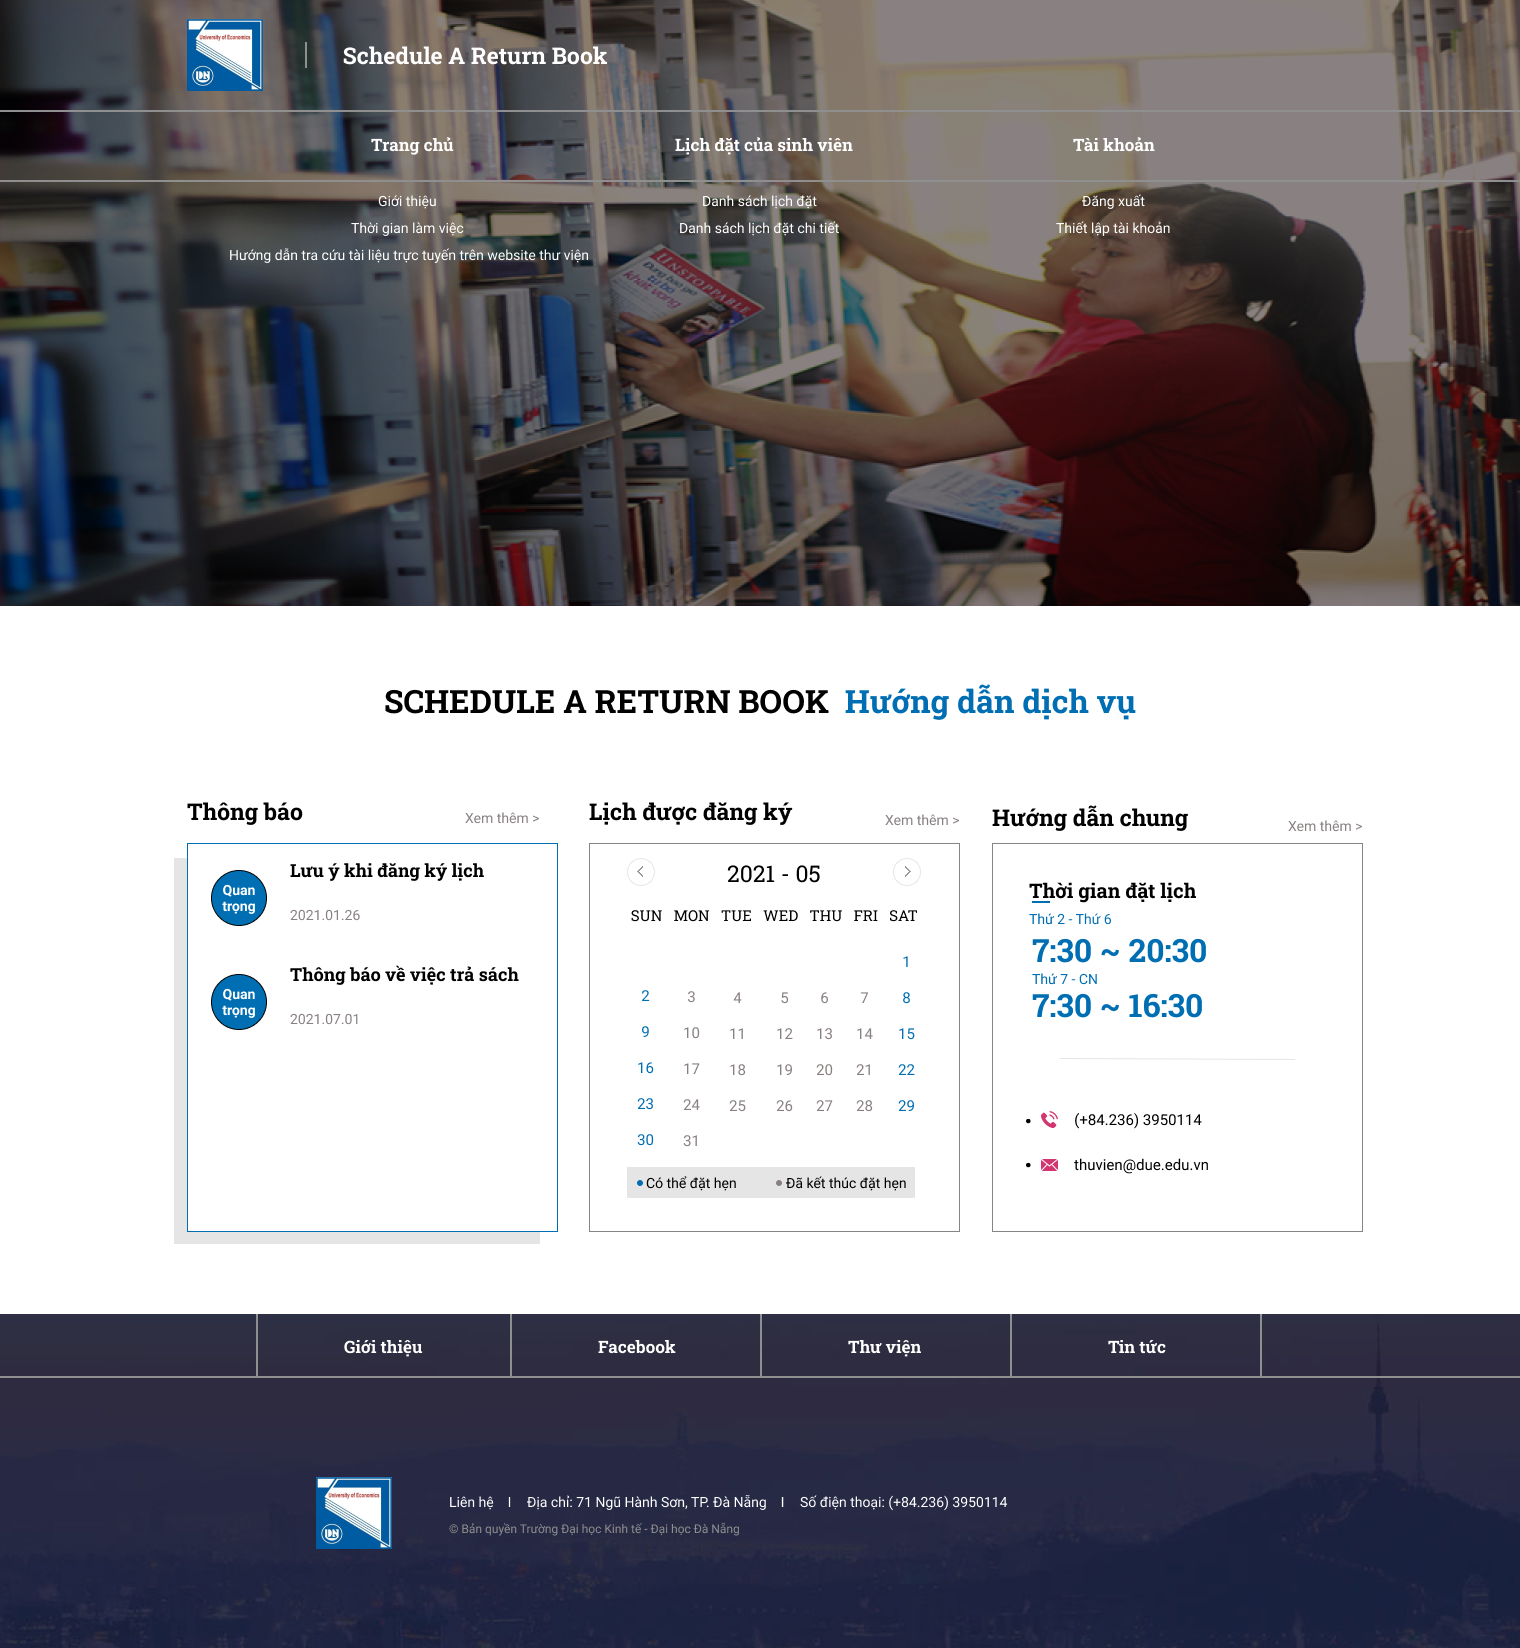 University of Economics
Schedule A Return Book
Trang chủ Lịch đặt của sinh viên Tài khoản
Giới thiệu Danh sách lịch đặt Đăng xuất
Thời gian làm việc Danh sách lịch đặt chi tiết Thiết lập tài khoản
Hướng dẫn tra cứu tài liệu trực tuyến trên website thư viện
UNSTOPPABLE
Đừng bao giờ
từ bỏ
khát vọng
SCHEDULE A RETURN BOOK Hướng dẫn dịch vụ
Thông báo
Xem thêm >
Quan
trọng
Lưu ý khi đăng ký lịch
2021.01.26
Quan
trọng
Thông báo về việc trả sách
2021.07.01
Lịch được đăng ký
Xem thêm >
2021 - 05
SUN MON TUE WED THU FRI SAT
1
2 3 4 5 6 7 8
9 10 11 12 13 14 15
16 17 18 19 20 21 22
23 24 25 26 27 28 29
30 31
Có thể đặt hẹn Đã kết thúc đặt hẹn
Hướng dẫn chung
Xem thêm >
Thời gian đặt lịch
Thứ 2 - Thứ 6
7:30 ~ 20:30
Thứ 7 - CN
7:30 ~ 16:30
(+84.236) 3950114
thuvien@due.edu.vn
Giới thiệu Facebook Thư viện Tin tức
University of Economics
Liên hệ I Địa chỉ: 71 Ngũ Hành Sơn, TP. Đà Nẵng I Số điện thoại: (+84.236) 3950114
© Bản quyền Trường Đại học Kinh tế - Đại học Đà Nẵng